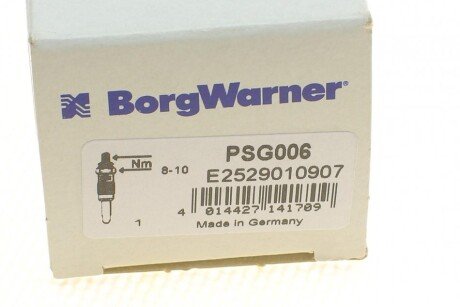 BorgWarner®
PSG006
Nm 8-10 E2529010907
1 4 014427 141709
Made in Germany